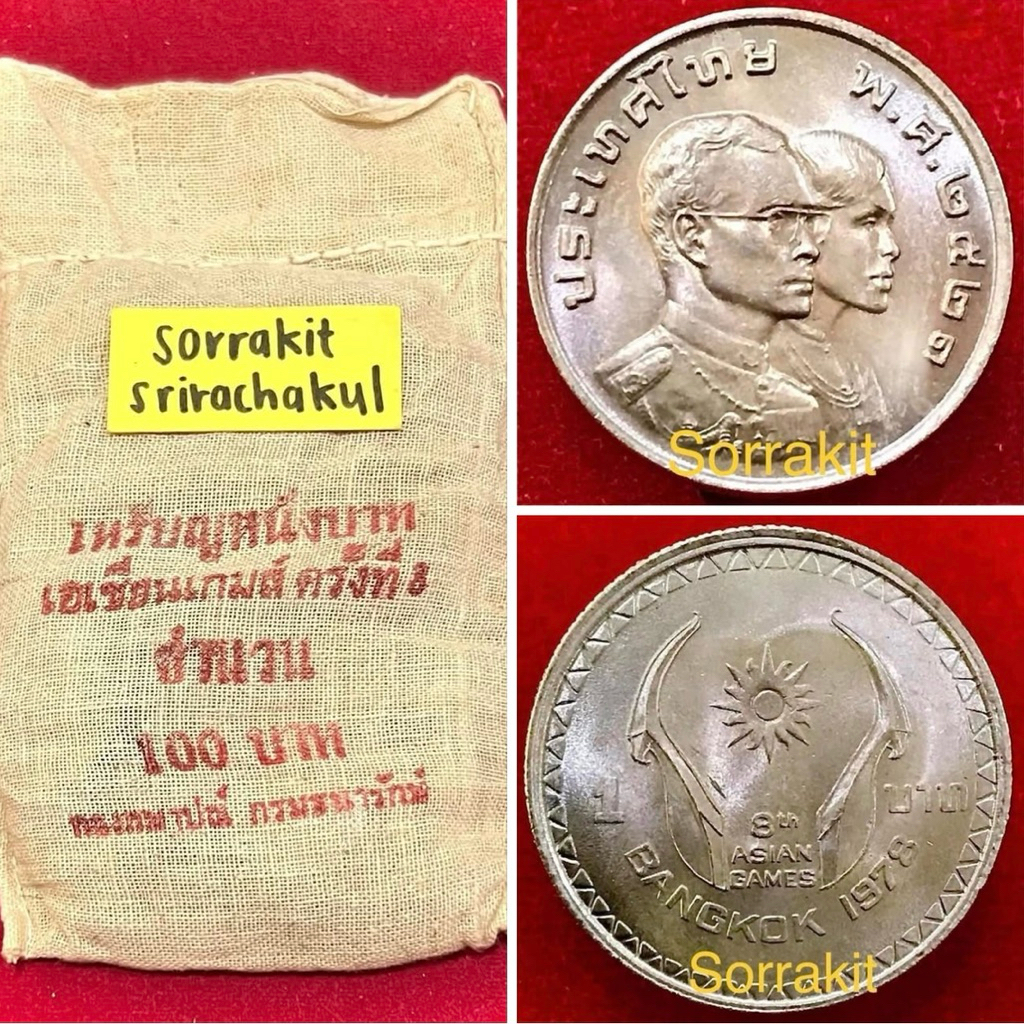 Sorrakit
Srirachakul
เหรียญหนึ่งบาท
เอเซียนเกมส์ ครั้งที่ 8
จำนวน
100 บาท
กองกษาปณ์ กรมธนารักษ์
ประเทศไทย พ.ศ.๒๕๒๑
Sorrakit
๑ บาท
8th
ASIAN
GAMES
BANGKOK 1978
Sorrakit